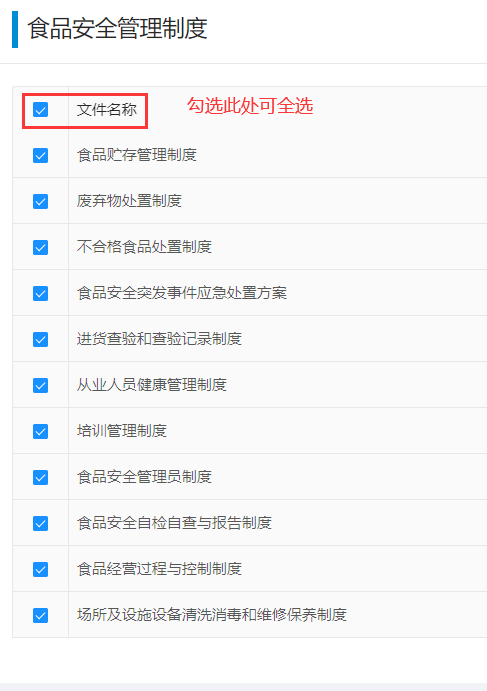 食品安全管理制度
文件名称
勾选此处可全选
食品贮存管理制度
废弃物处置制度
不合格食品处置制度
食品安全突发事件应急处置方案
进货查验和查验记录制度
从业人员健康管理制度
培训管理制度
食品安全管理员制度
食品安全自检自查与报告制度
食品经营过程与控制制度
场所及设施设备清洗消毒和维修保养制度